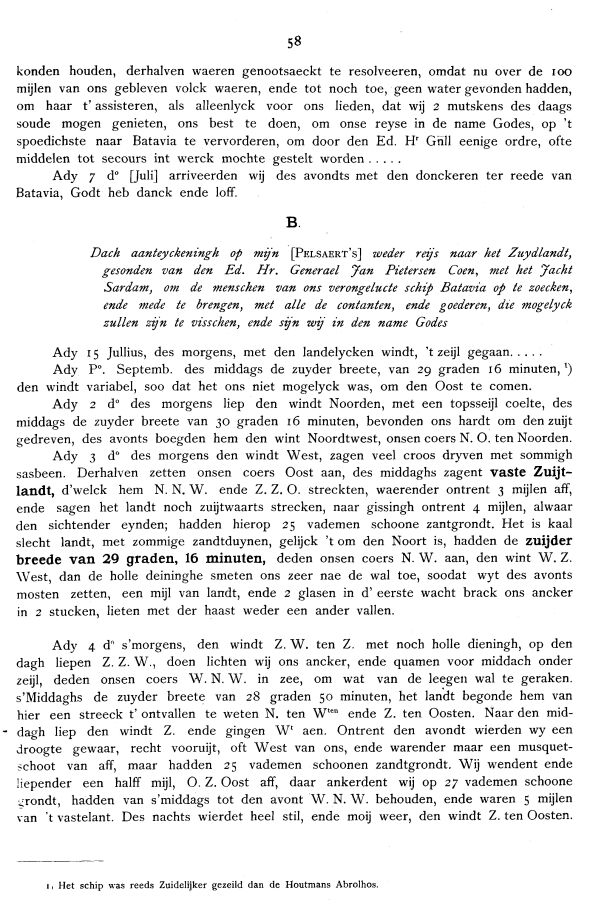 58
konden houden, derhalven waeren genootsaeckt te resolveeren, omdat nu over de 100
mijlen van ons gebleven volck waeren, ende tot noch toe, geen water gevonden hadden,
om haar t' assisteren, als alleenlyck voor ons lieden, dat wij 2 mutskens des daags
soude mogen genieten, ons best te doen, om onse reyse in de name Godes, op 't
spoedichste naar Batavia te vervorderen, om door den Ed. Hr Gnll eenige ordre, ofte
middelen tot secours int werck mochte gestelt worden . . . . .
Ady 7 do [Juli] arriveerden wij des avondts met den donckeren ter reede van
Batavia, Godt heb danck ende loff.
B.
Dach aanteyckeningh op mijn [PELSAERT's] weder reijs naar het Zuydlandt,
gesonden van den Ed. Hr. Generael Jan Pietersen Coen, met het Jacht
Sardam, om de menschen van ons verongelucte schip Batavia op te zoecken,
ende mede te brengen, met alle de contanten, ende goederen, die mogelyck
zullen zijn te visschen, ende sijn wij in den name Godes
Ady 15 Jullius, des morgens, met den landelycken windt, 't zeijl gegaan. . . . .
Ady Po. Septemb. des middags de zuyder breete, van 29 graden 16 minuten, 1)
den windt variabel, soo dat het ons niet mogelyck was, om den Oost te comen.
Ady 2 do des morgens liep den windt Noorden, met een topsseijl coelte, des
middags de zuyder breete van 30 graden 16 minuten, bevonden ons hardt om den zuijt
gedreven, des avonts boegden hem den wint Noordtwest, onsen coers N. O. ten Noorden.
Ady 3 do des morgens den windt West, zagen veel croos dryven met sommigh
sasbeen. Derhalven zetten onsen coers Oost aan, des middaghs zagent vaste Zuijt-
landt, d'welck hem N. N. W. ende Z. Z. O. streckten, waerender ontrent 3 mijlen aff,
ende sagen het landt noch zuijtwaarts strecken, naar gissingh ontrent 4 mijlen, alwaar
den sichtender eynden; hadden hierop 25 vademen schoone zantgrondt. Het is kaal
slecht landt, met zommige zandtduynen, gelijck 't om den Noort is, hadden de zuijder
breede van 29 graden, 16 minuten, deden onsen coers N. W. aan, den wint W. Z.
West, dan de holle deininghe smeten ons zeer nae de wal toe, soodat wyt des avonts
mosten zetten, een mijl van landt, ende 2 glasen in d' eerste wacht brack ons ancker
in 2 stucken, lieten met der haast weder een ander vallen.
Ady 4 dn s'morgens, den windt Z. W. ten Z. met noch holle dieningh, op den
dagh liepen Z. Z. W., doen lichten wij ons ancker, ende quamen voor middach onder
zeijl, deden onsen coers W. N. W. in zee, om wat van de leegen wal te geraken.
s'Middaghs de zuyder breete van 28 graden 50 minuten, het landt begonde hem van
hier een streeck t' ontvallen te weten N. ten Wten ende Z. ten Oosten. Naar den mid-
dagh liep den windt Z. ende gingen Wt aen. Ontrent den avondt wierden wy een
droogte gewaar, recht vooruijt, oft West van ons, ende warender maar een musquet-
schoot van aff, maar hadden 25 vademen schoonen zandtgrondt. Wij wendent ende
liepender een halff mijl, O. Z. Oost aff, daar ankerdent wij op 27 vademen schoone
grondt, hadden van s'middags tot den avont W. N. W. behouden, ende waren 5 mijlen
van 't vastelant. Des nachts wierdet heel stil, ende moij weer, den windt Z. ten Oosten.
1, Het schip was reeds Zuidelijker gezeild dan de Houtmans Abrolhos.